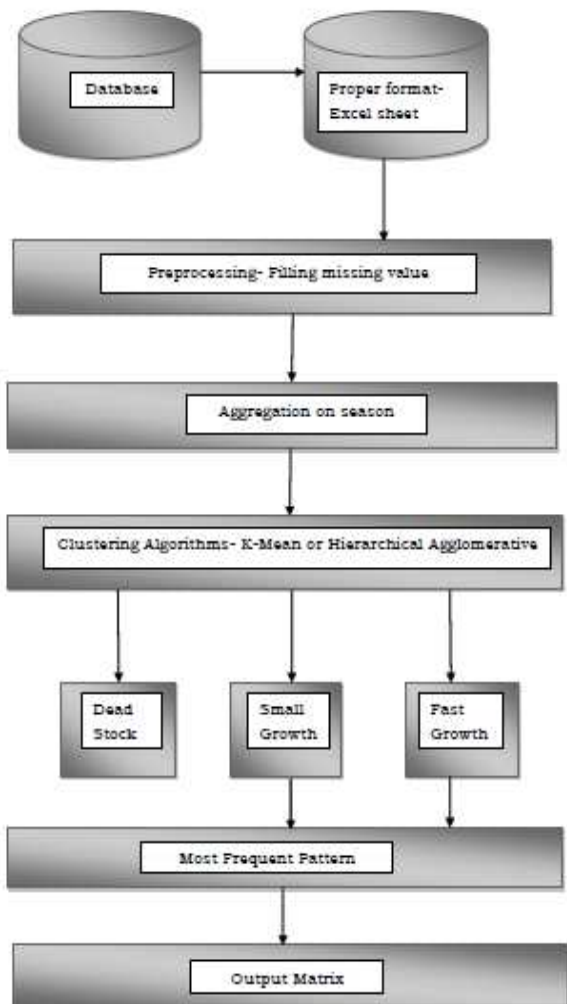 Database
Proper format-
Excel sheet
Preprocessing- Filling missing value
Aggregation on season
Clustering Algorithms- K-Mean or Hierarchical Agglomerative
Dead
Stock
Small
Growth
Fast
Growth
Most Frequent Pattern
Output Matrix